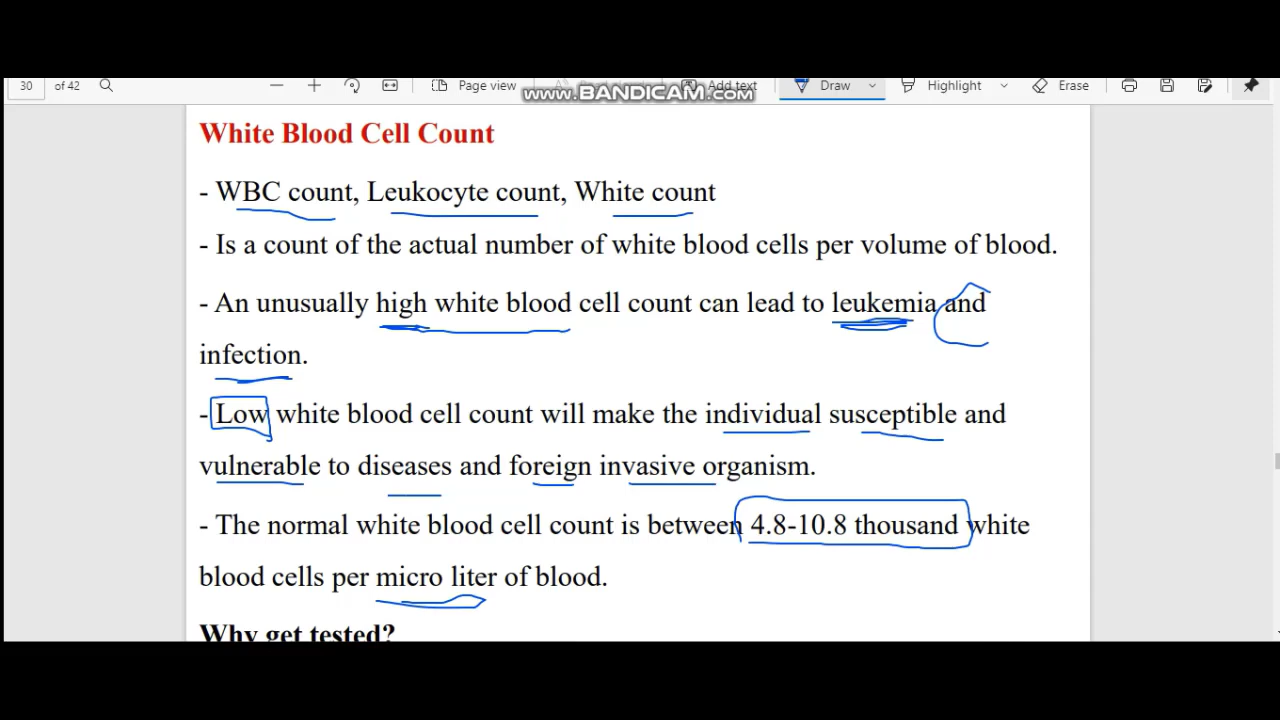 30 of 42 Page view Add text Draw Highlight Erase
www.BANDICAM.com
White Blood Cell Count
- WBC count, Leukocyte count, White count
- Is a count of the actual number of white blood cells per volume of blood.
- An unusually high white blood cell count can lead to leukemia and
infection.
- Low white blood cell count will make the individual susceptible and
vulnerable to diseases and foreign invasive organism.
- The normal white blood cell count is between 4.8-10.8 thousand white
blood cells per micro liter of blood.
Why get tested?